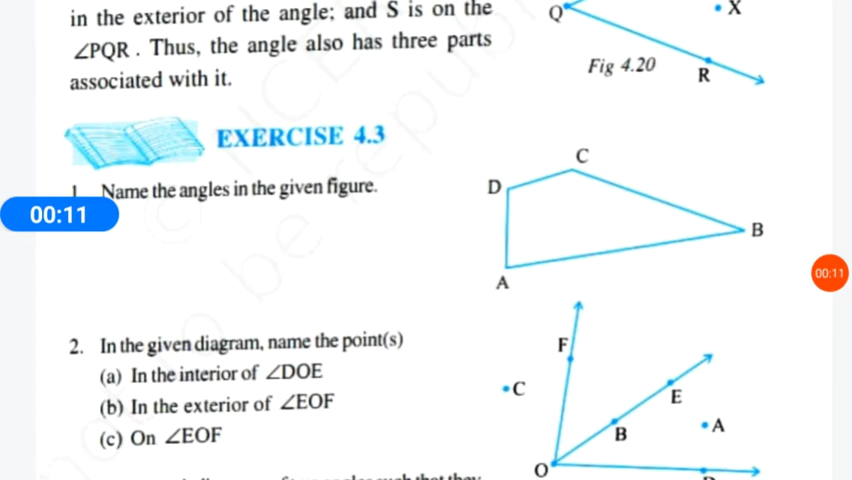 in the exterior of the angle; and S is on the
∠PQR . Thus, the angle also has three parts
associated with it.
Q
X
Fig 4.20
R
EXERCISE 4.3
1. Name the angles in the given figure.
00:11
D
C
B
A
00:11
2. In the given diagram, name the point(s)
(a) In the interior of ∠DOE
(b) In the exterior of ∠EOF
(c) On ∠EOF
F
C
E
A
B
O